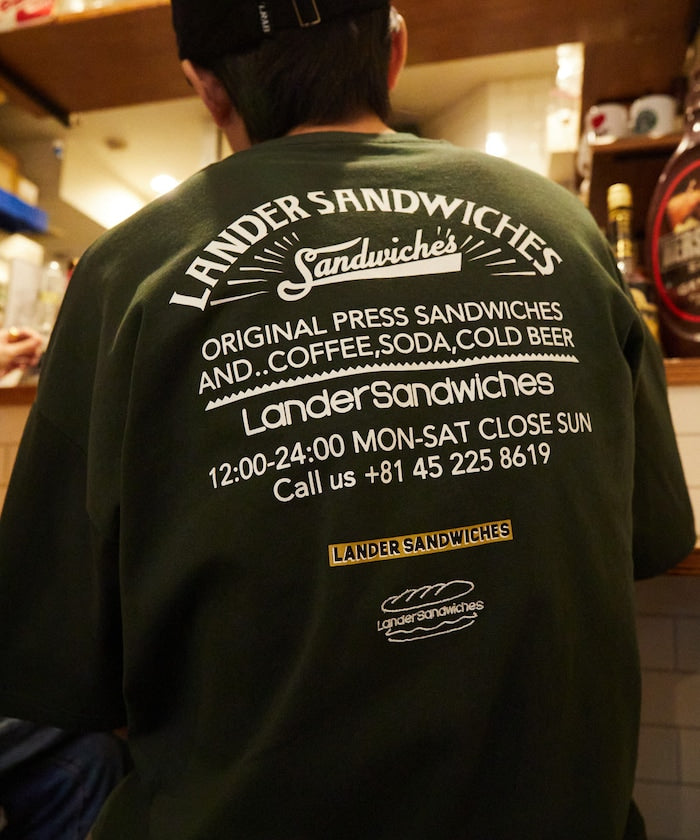 LANDER SANDWICHES
Sandwiches
ORIGINAL PRESS SANDWICHES
AND..COFFEE,SODA,COLD BEER
LanderSandwiches
12:00-24:00 MON-SAT CLOSE SUN
Call us +81 45 225 8619
LANDER SANDWICHES
LanderSandwiches